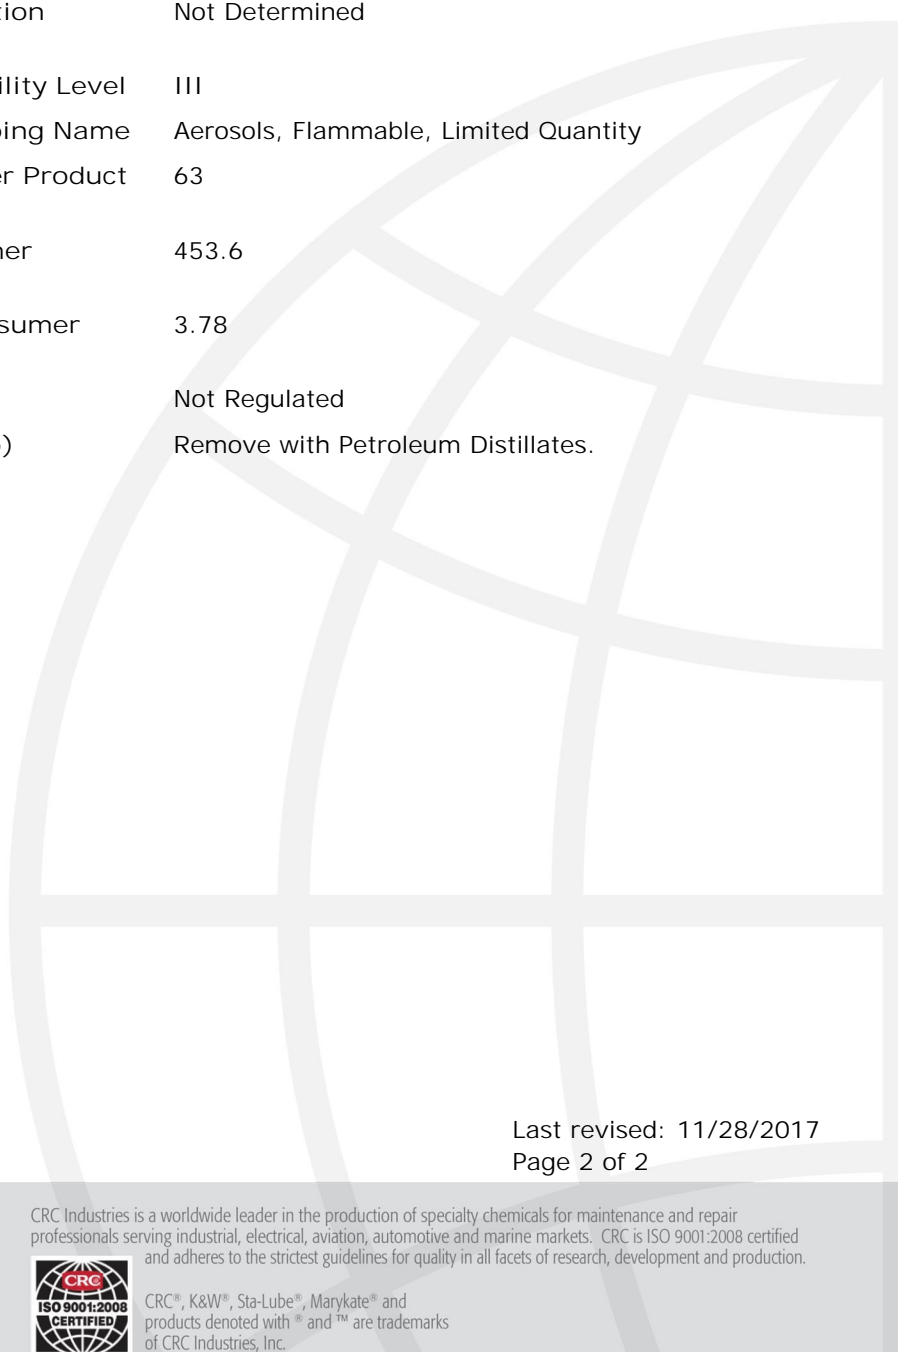 tion Not Determined
ility Level III
ping Name Aerosols, Flammable, Limited Quantity
er Product 63
ner 453.6
sumer 3.78
Not Regulated
) Remove with Petroleum Distillates.
Last revised: 11/28/2017
Page 2 of 2
CRC Industries is a worldwide leader in the production of specialty chemicals for maintenance and repair
professionals serving industrial, electrical, aviation, automotive and marine markets. CRC is ISO 9001:2008 certified
and adheres to the strictest guidelines for quality in all facets of research, development and production.
CRC
ISO 9001:2008
CERTIFIED
CRC®, K&W®, Sta-Lube®, Marykate® and
products denoted with ® and ™ are trademarks
of CRC Industries, Inc.